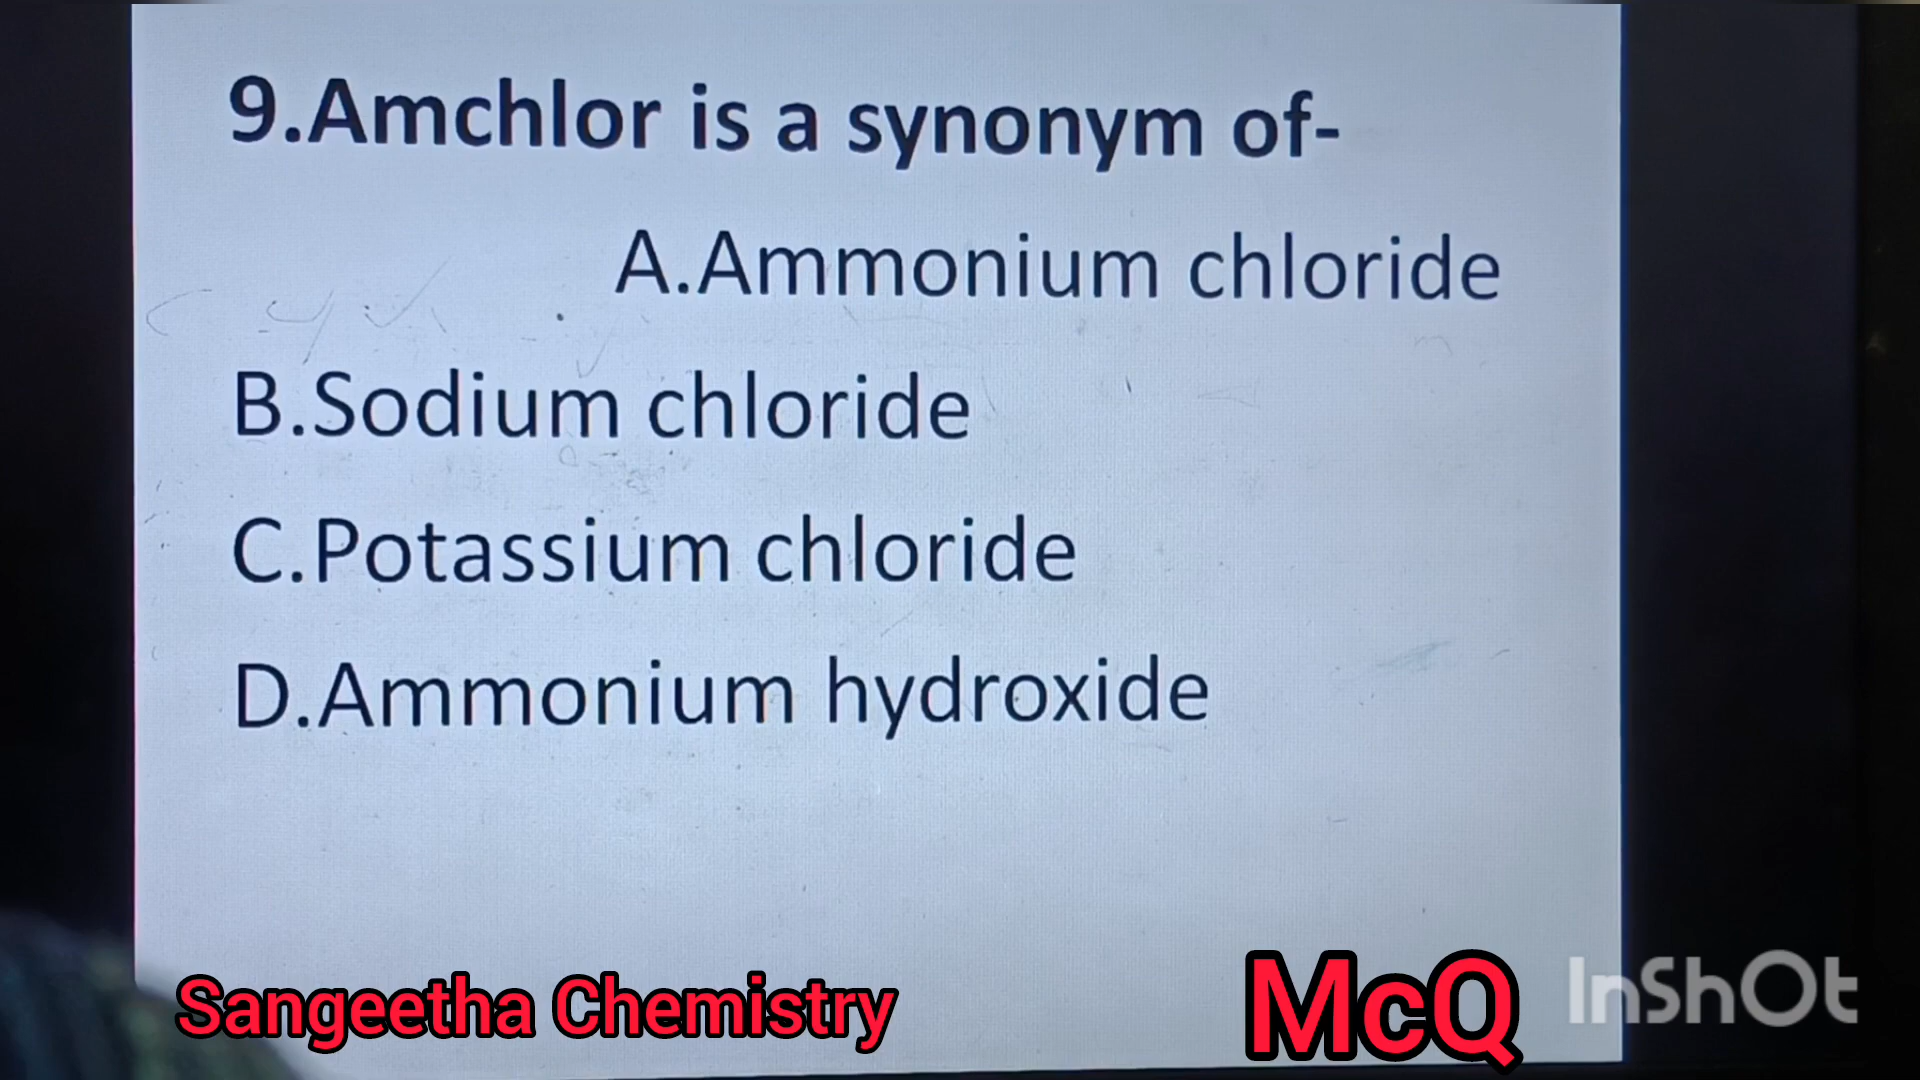 9.Amchlor is a synonym of-
A.Ammonium chloride
B.Sodium chloride
C.Potassium chloride
D.Ammonium hydroxide
Sangeetha Chemistry
McQ
InShOt